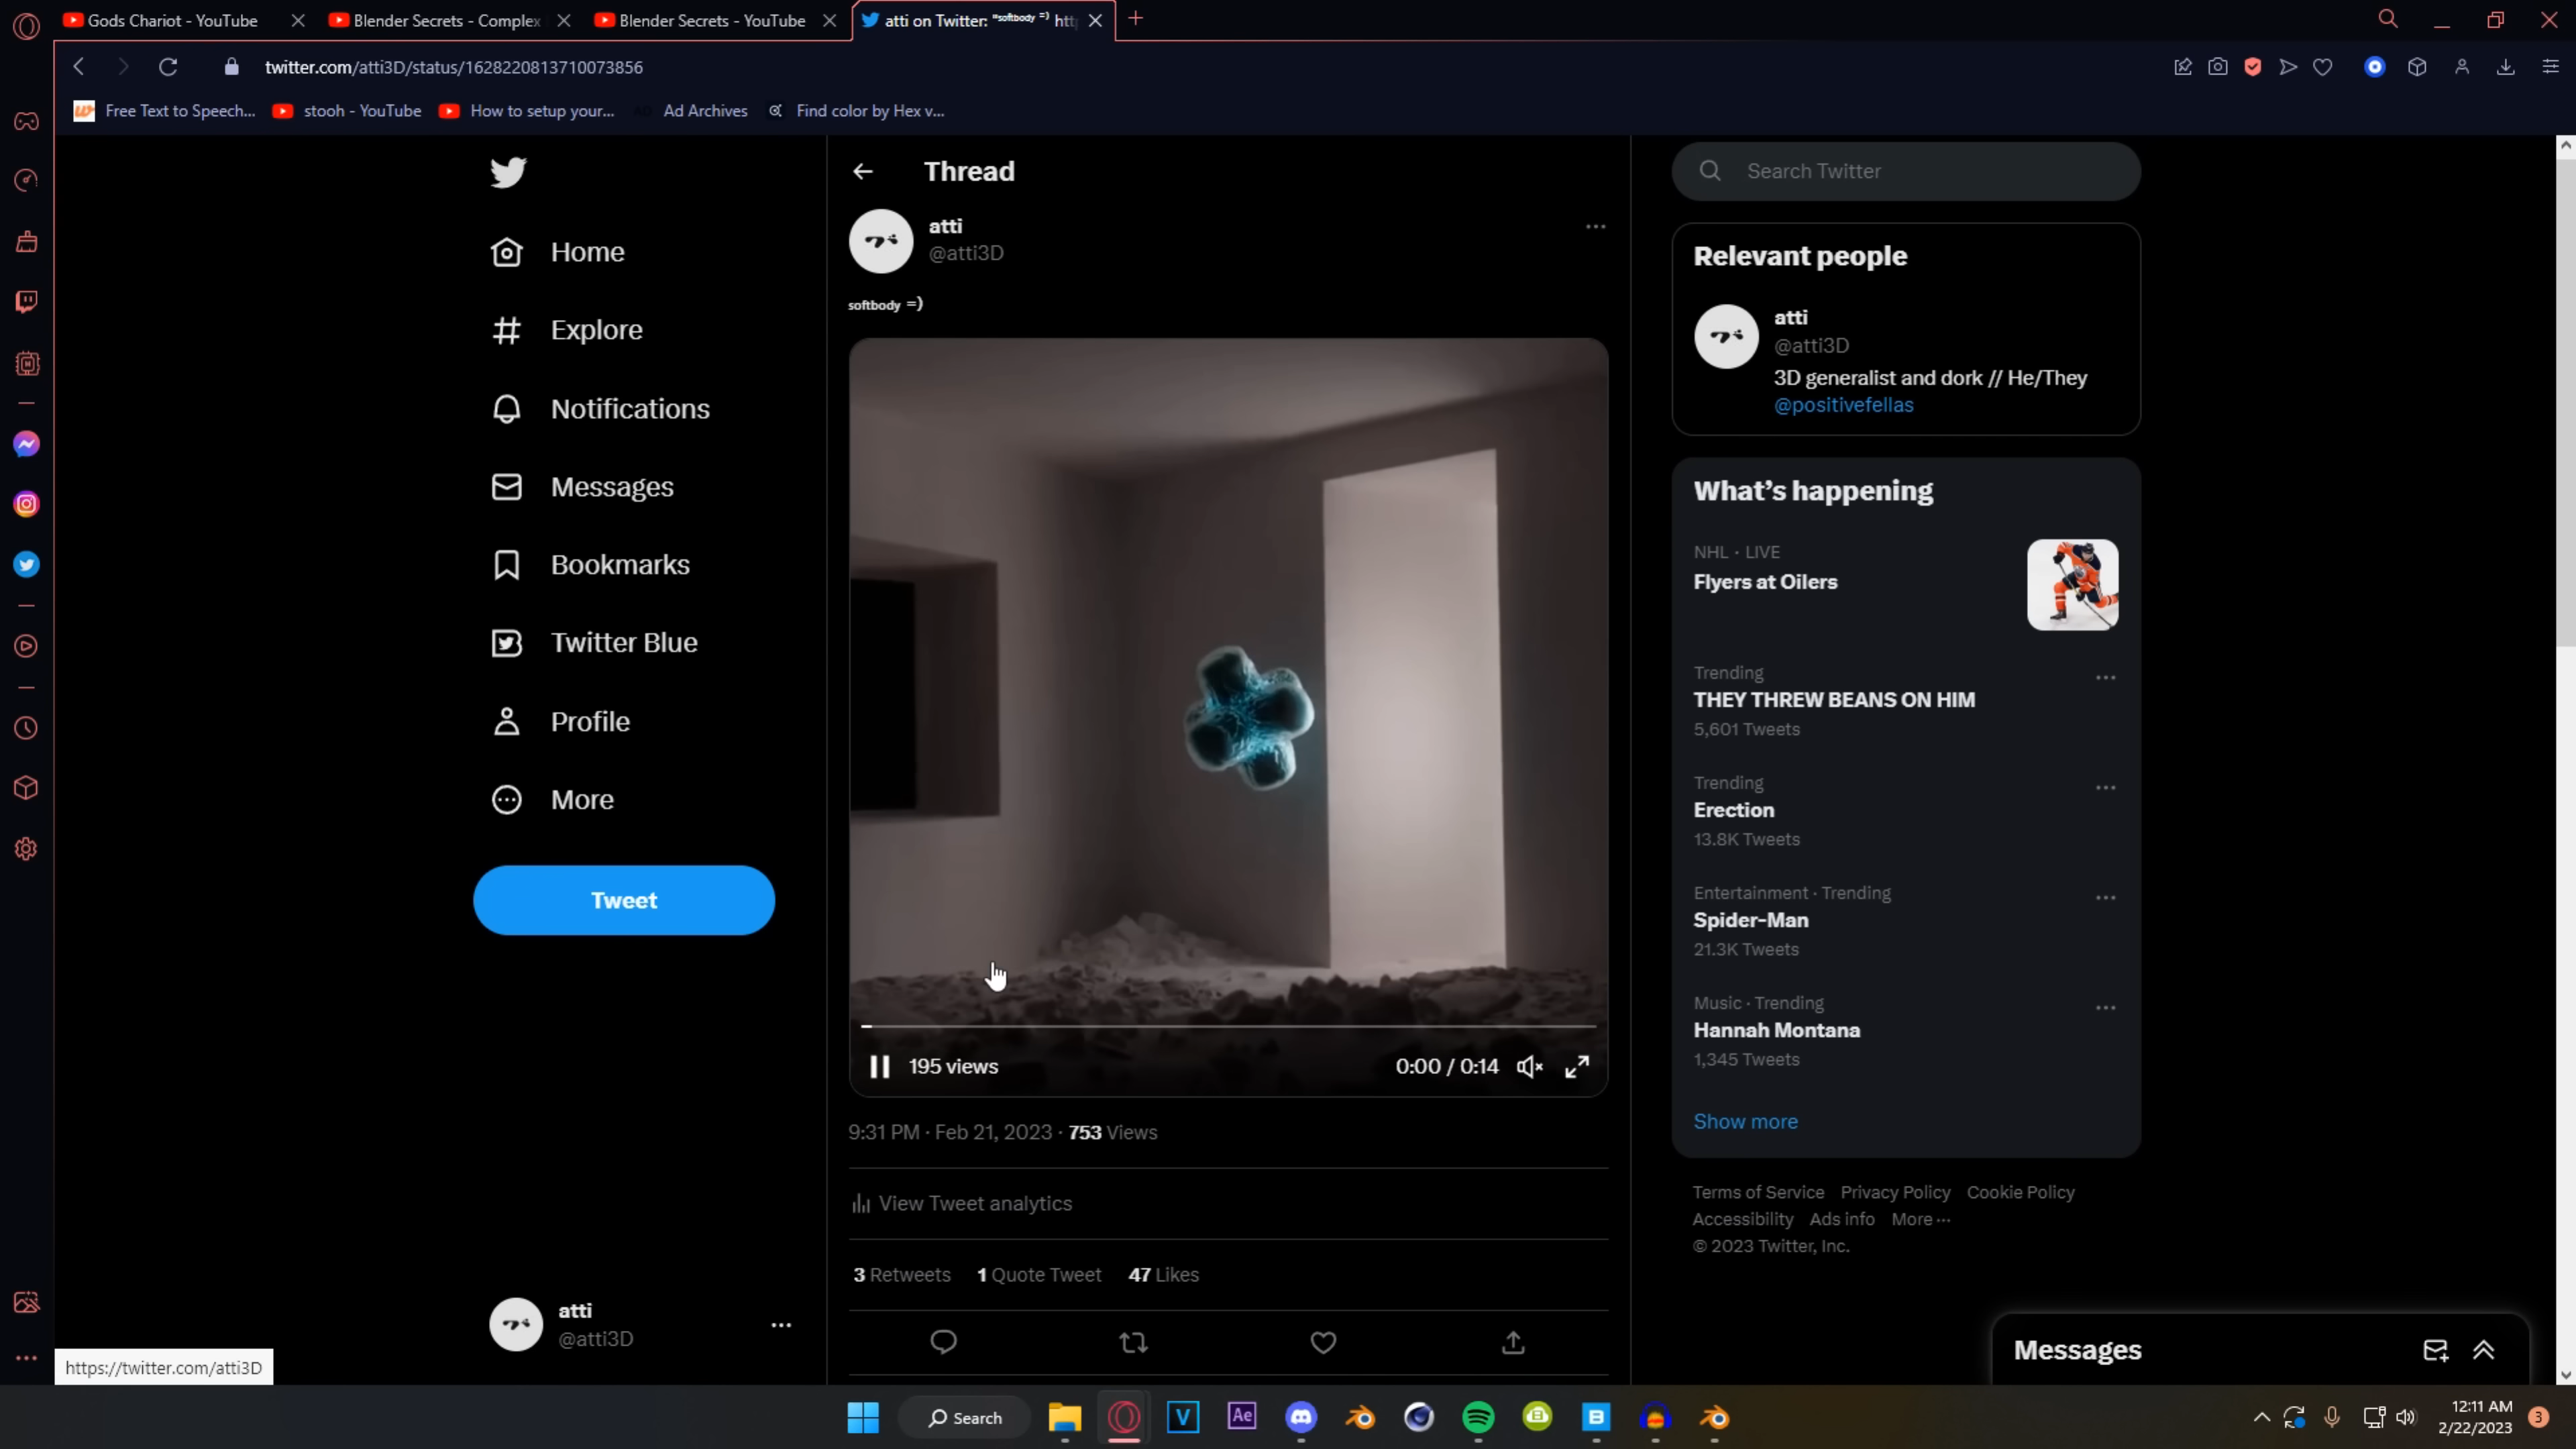 Gods Chariot - YouTube
Blender Secrets - Complex
Blender Secrets - YouTube
atti on Twitter: "softbody =) htt
twitter.com/atti3D/status/1628220813710073856
Free Text to Speech...
stooh - YouTube
How to setup your...
Ad Archives
Find color by Hex v...
Home
Explore
Notifications
Messages
Bookmarks
Twitter Blue
Profile
More
Tweet
atti
@atti3D
https://twitter.com/atti3D
Thread
atti
@atti3D
softbody =)
195 views
0:00 / 0:14
9:31 PM · Feb 21, 2023 · 753 Views
View Tweet analytics
3 Retweets 1 Quote Tweet 47 Likes
Search Twitter
Relevant people
atti
@atti3D
3D generalist and dork // He/They
@positivefellas
What's happening
NHL · LIVE
Flyers at Oilers
Trending
THEY THREW BEANS ON HIM
5,601 Tweets
Trending
Erection
13.8K Tweets
Entertainment · Trending
Spider-Man
21.3K Tweets
Music · Trending
Hannah Montana
1,345 Tweets
Show more
Terms of Service Privacy Policy Cookie Policy
Accessibility Ads info More ···
© 2023 Twitter, Inc.
Messages
Search
V
Ae
B
12:11 AM
2/22/2023
3